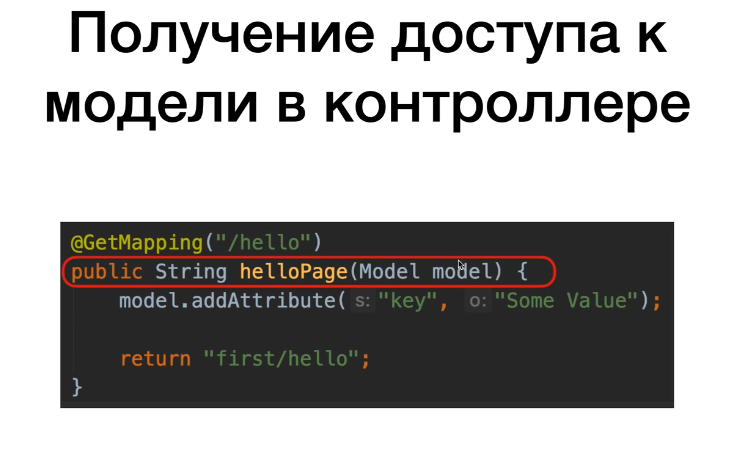 Получение доступа к
модели в контроллере
@GetMapping("/hello")
public String helloPage(Model model) {
model.addAttribute( s: "key", o: "Some Value");
return "first/hello";
}